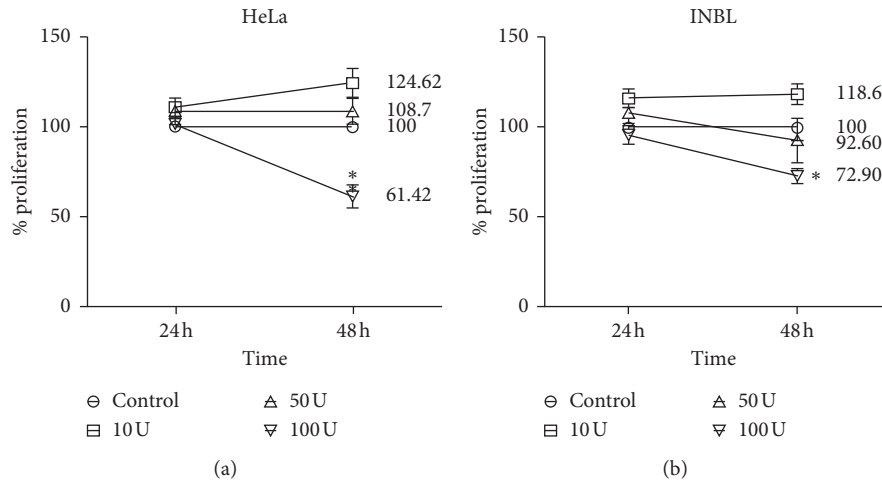 HeLa
150
100
50
0
% proliferation
124.62
108.7
100
*
61.42
24 h
48 h
Time
Control
50 U
10 U
100 U
(a)
INBL
150
100
50
0
% proliferation
118.6
100
92.60
* 72.90
24 h
48 h
Time
Control
50 U
10 U
100 U
(b)